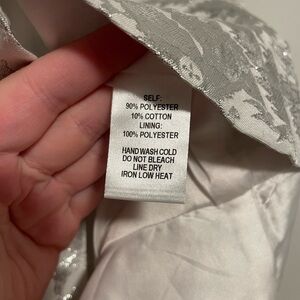 SELF:
90% POLYESTER
10% COTTON
LINING:
100% POLYESTER
HAND WASH COLD
DO NOT BLEACH
LINE DRY
IRON LOW HEAT